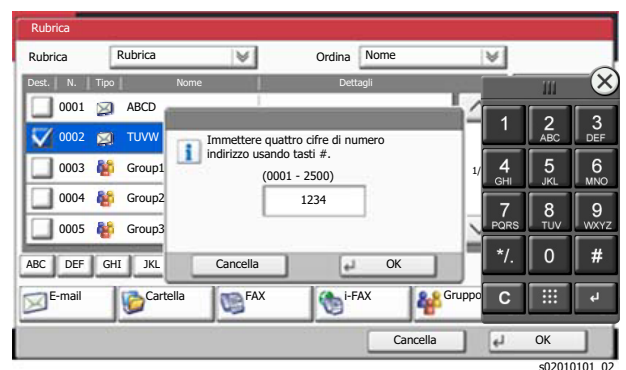 Rubrica
Rubrica Rubrica Ordina Nome
Dest. N. Tipo Nome Dettagli
0001 ABCD
0002 TUVW
0003 Group1
0004 Group2
0005 Group3
Immettere quattro cifre di numero
indirizzo usando tasti #.
(0001 - 2500)
1234
Cancella OK
1/
1 2 ABC 3 DEF
4 GHI 5 JKL 6 MNO
7 PQRS 8 TUV 9 WXYZ
*/. 0 #
C
ABC DEF GHI JKL
E-mail Cartella FAX i-FAX Gruppo
Cancella OK
s02010101_02